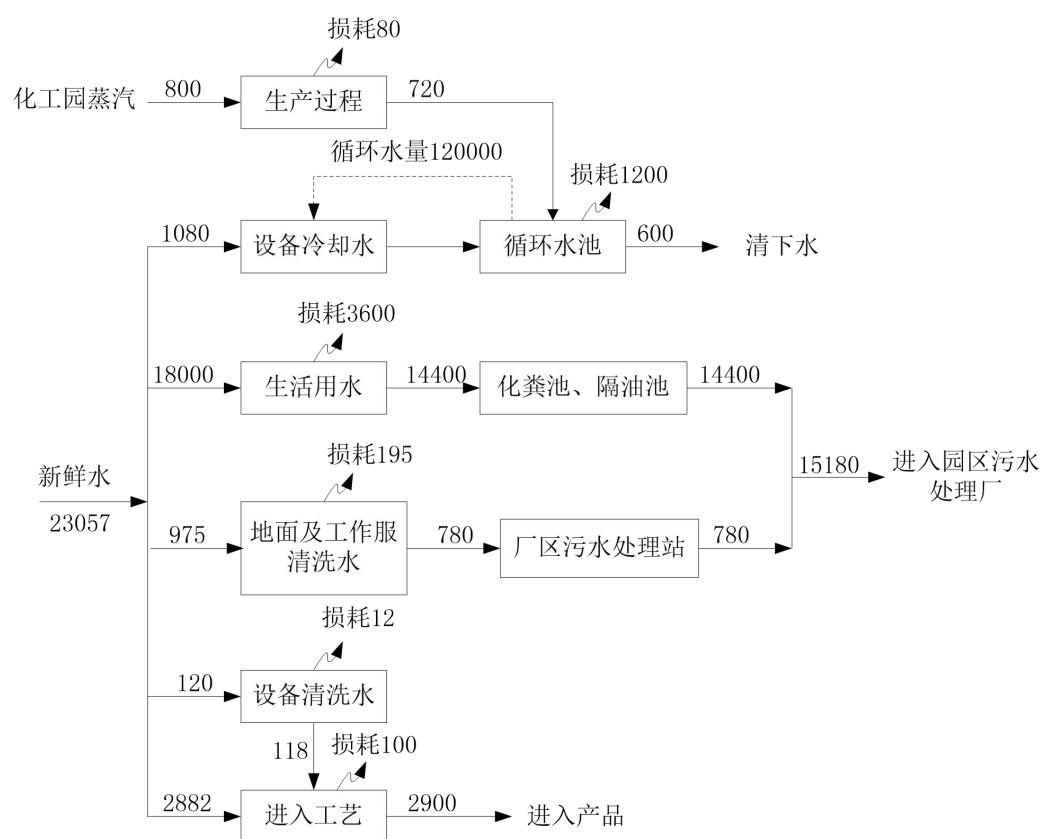 损耗80
化工园蒸汽
800
生产过程
720
循环水量120000
损耗1200
1080
设备冷却水
循环水池
600
清下水
损耗3600
18000
生活用水
14400
化粪池、隔油池
14400
新鲜水
23057
损耗195
15180
进入园区污水
处理厂
975
地面及工作服
清洗水
780
厂区污水处理站
780
损耗12
120
设备清洗水
118
损耗100
2882
进入工艺
2900
进入产品